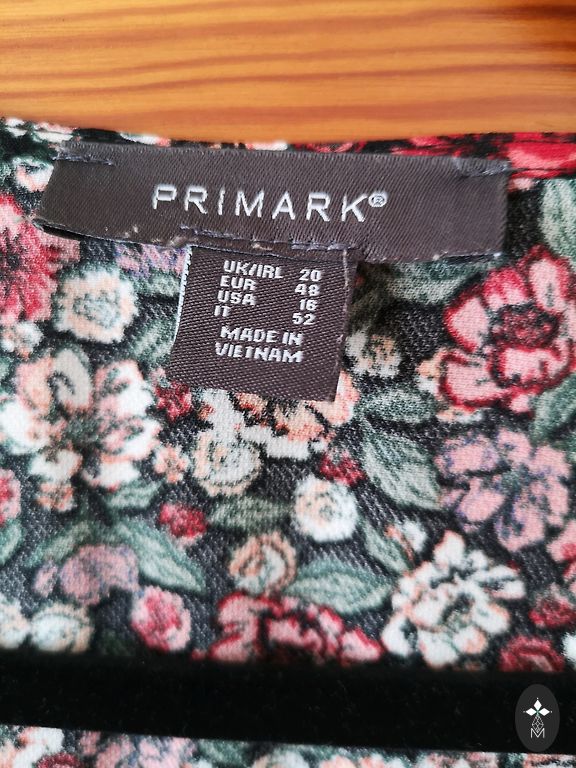 PRIMARK®
UK/IRL 20
EUR 48
USA 16
IT 52
MADE IN
VIETNAM